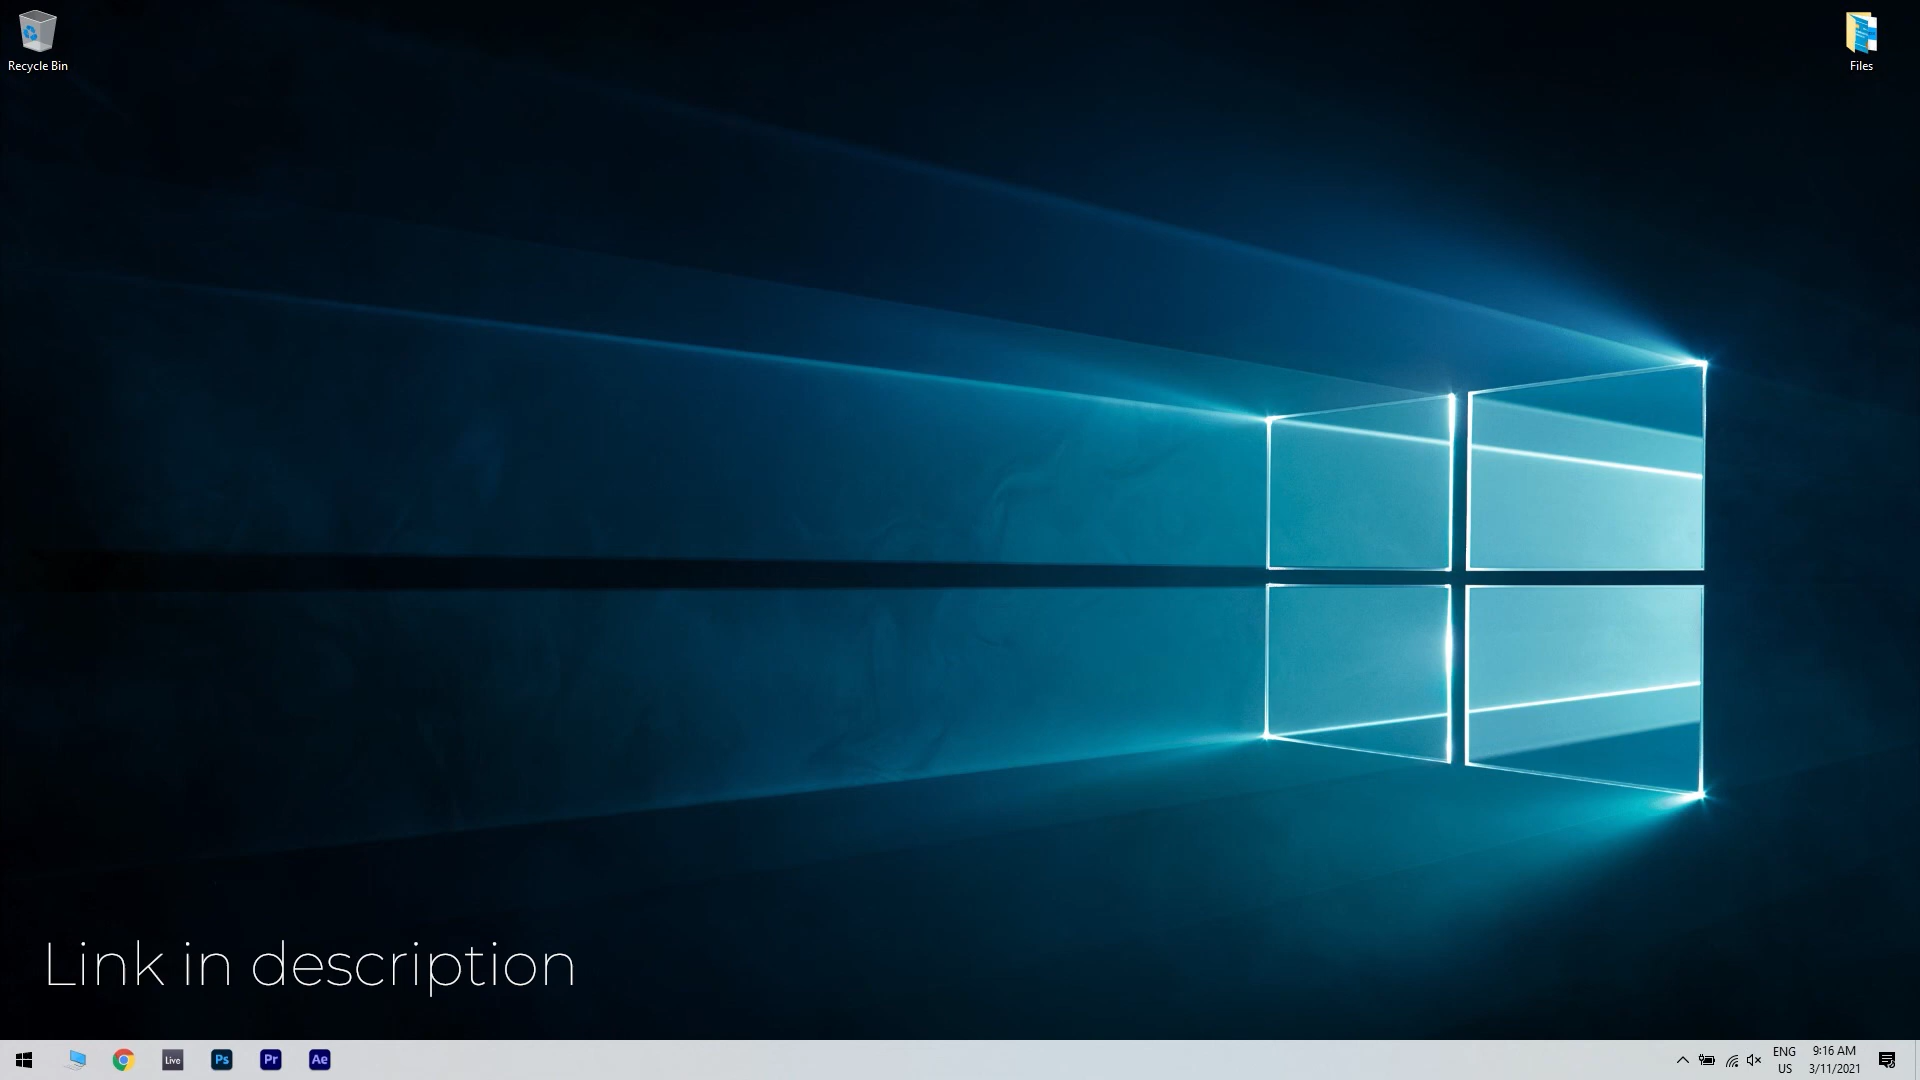 Recycle Bin
Files
Link in description
Live
Ps
Pr
Ae
ENG
US
9:16 AM
3/11/2021